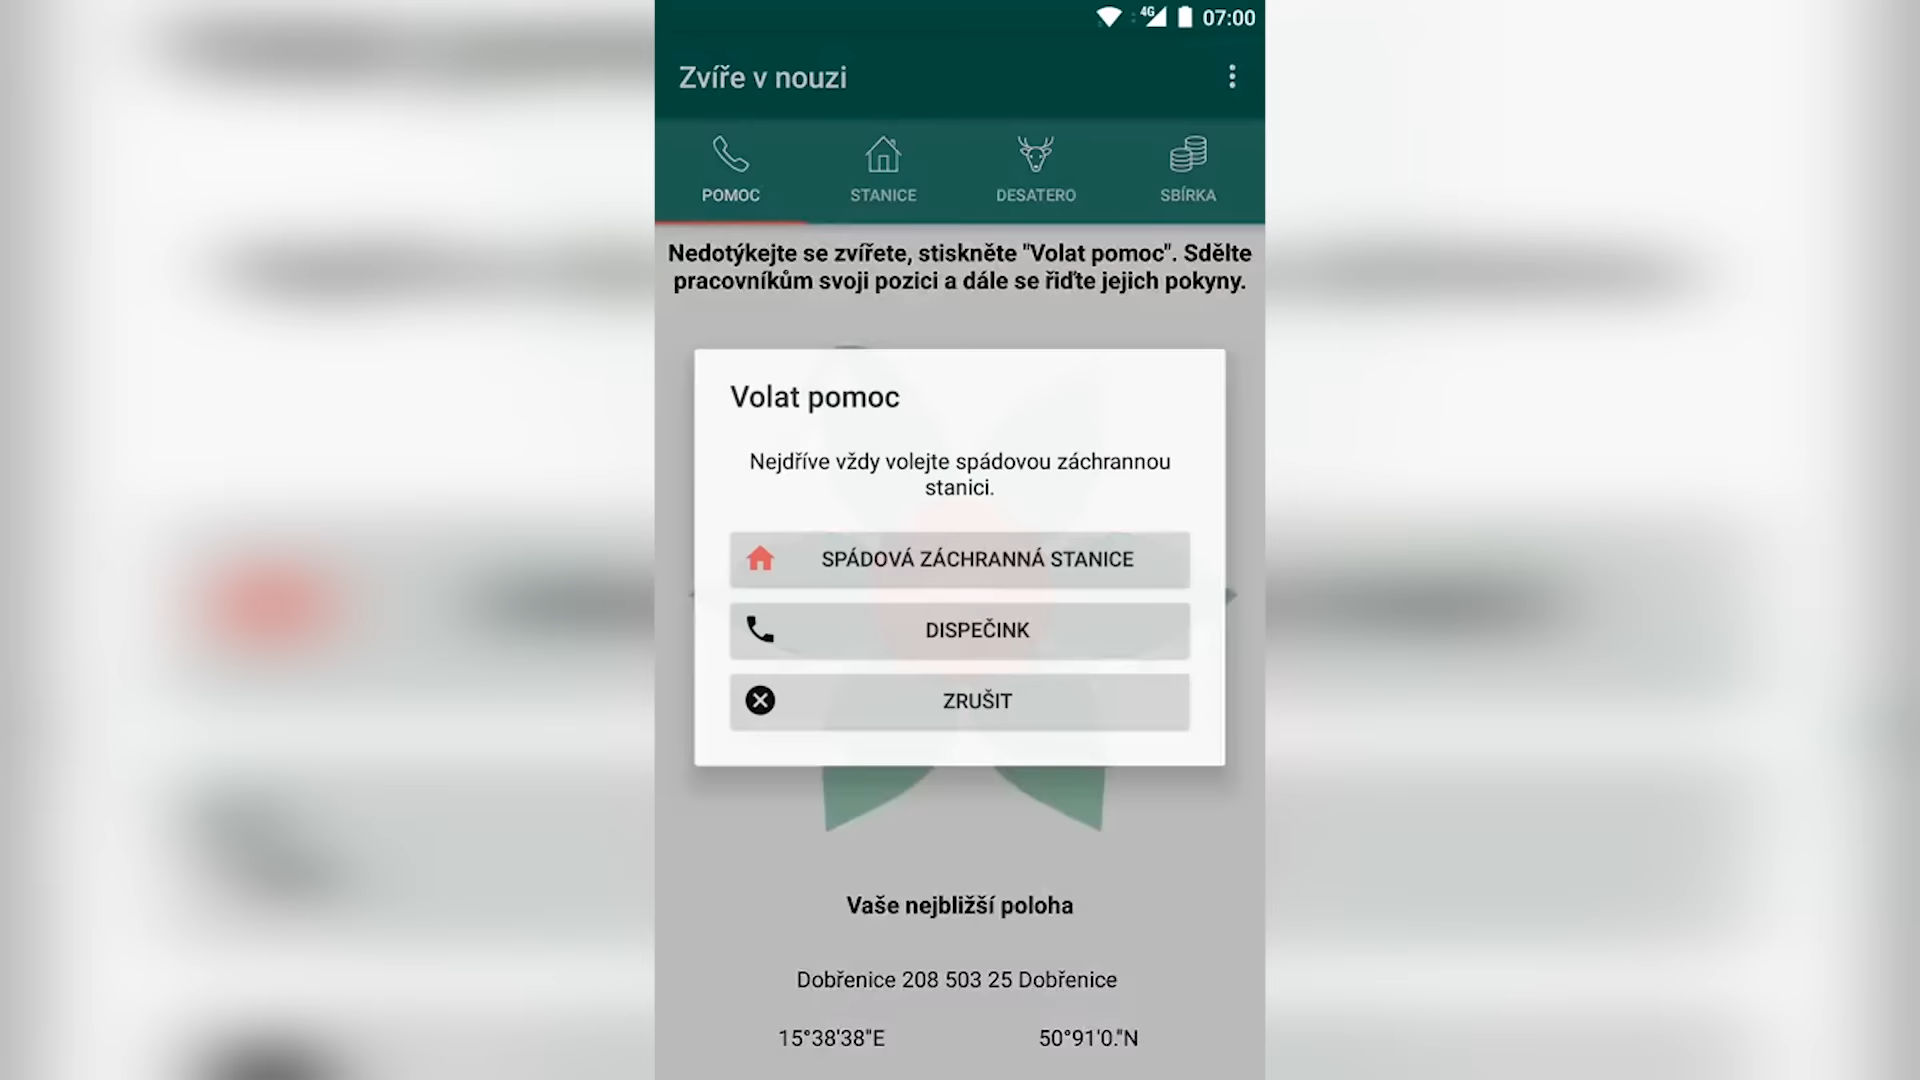 4G 07:00
Zvíře v nouzi
POMOC STANICE DESATERO SBÍRKA
Nedotýkejte se zvířete, stiskněte "Volat pomoc". Sdělte
pracovníkům svoji pozici a dále se řiďte jejich pokyny.
Volat pomoc
Nejdříve vždy volejte spádovou záchrannou
stanici.
SPÁDOVÁ ZÁCHRANNÁ STANICE
DISPEČINK
ZRUŠIT
Vaše nejbližší poloha
Dobřenice 208 503 25 Dobřenice
15°38'38"E 50°91'0."N